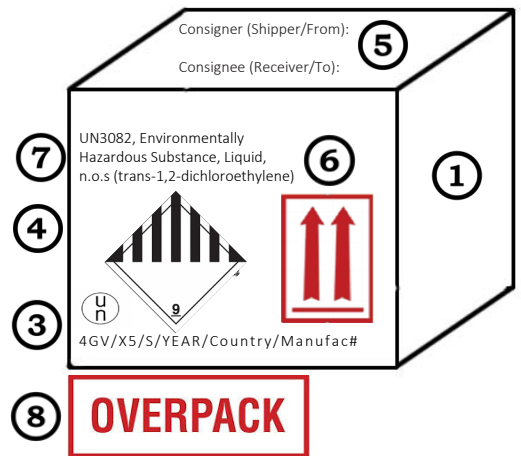 Consigner (Shipper/From):
5
Consignee (Receiver/To):
7
UN3082, Environmentally
Hazardous Substance, Liquid,
n.o.s (trans-1,2-dichloroethylene)
6
1
4
9
3
u
n
4GV/X5/S/YEAR/Country/Manufac#
8
OVERPACK